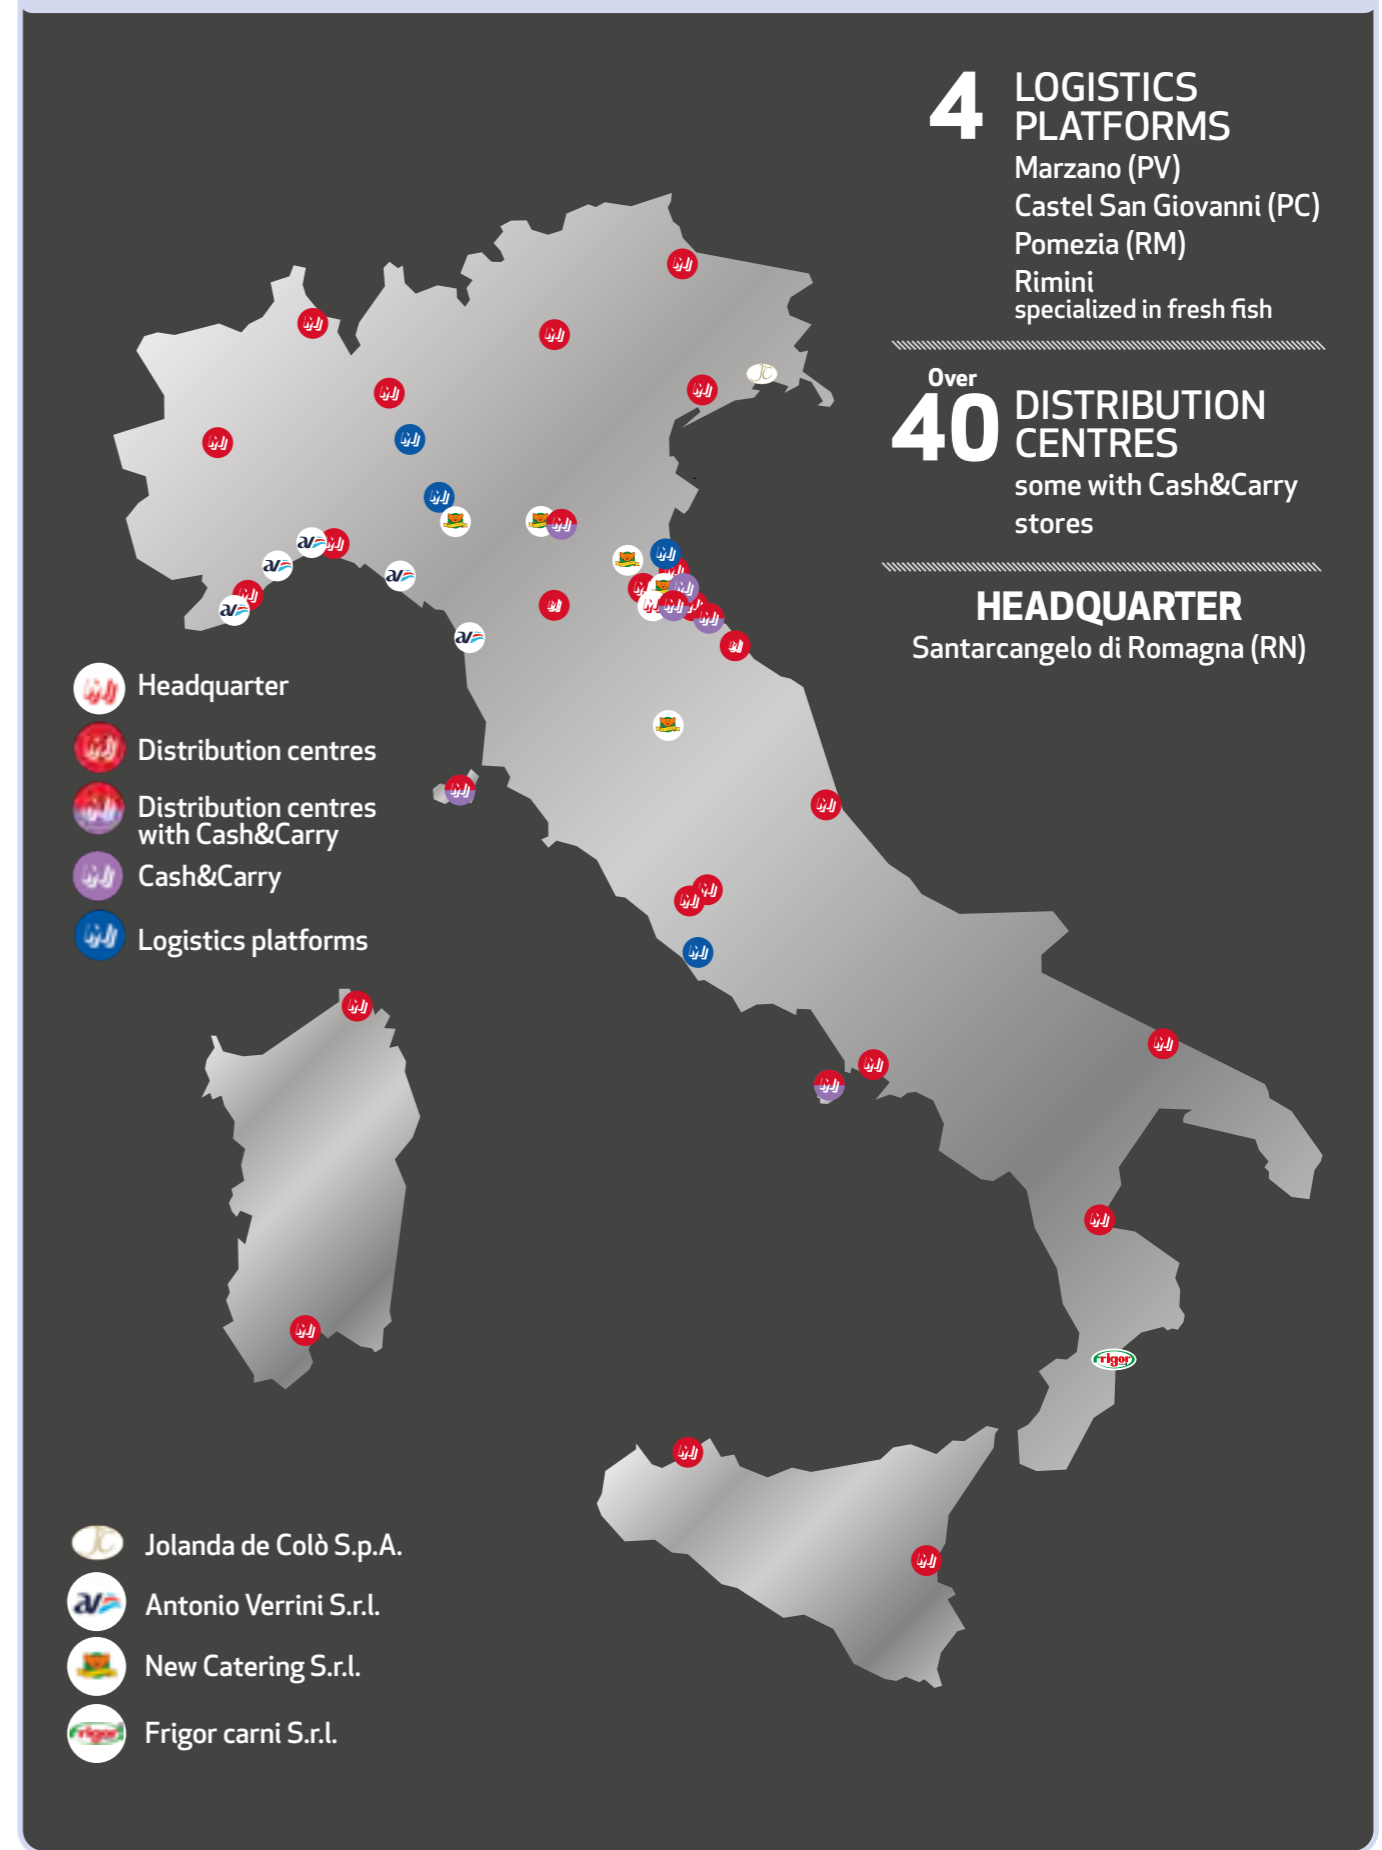 4 LOGISTICS
PLATFORMS
Marzano (PV)
Castel San Giovanni (PC)
Pomezia (RM)
Rimini
specialized in fresh fish
Over
40 DISTRIBUTION
CENTRES
some with Cash&Carry
stores
HEADQUARTER
Santarcangelo di Romagna (RN)
Headquarter
Distribution centres
Distribution centres
with Cash&Carry
Cash&Carry
Logistics platforms
Jolanda de Colò S.p.A.
Antonio Verrini S.r.l.
New Catering S.r.l.
Frigor carni S.r.l.